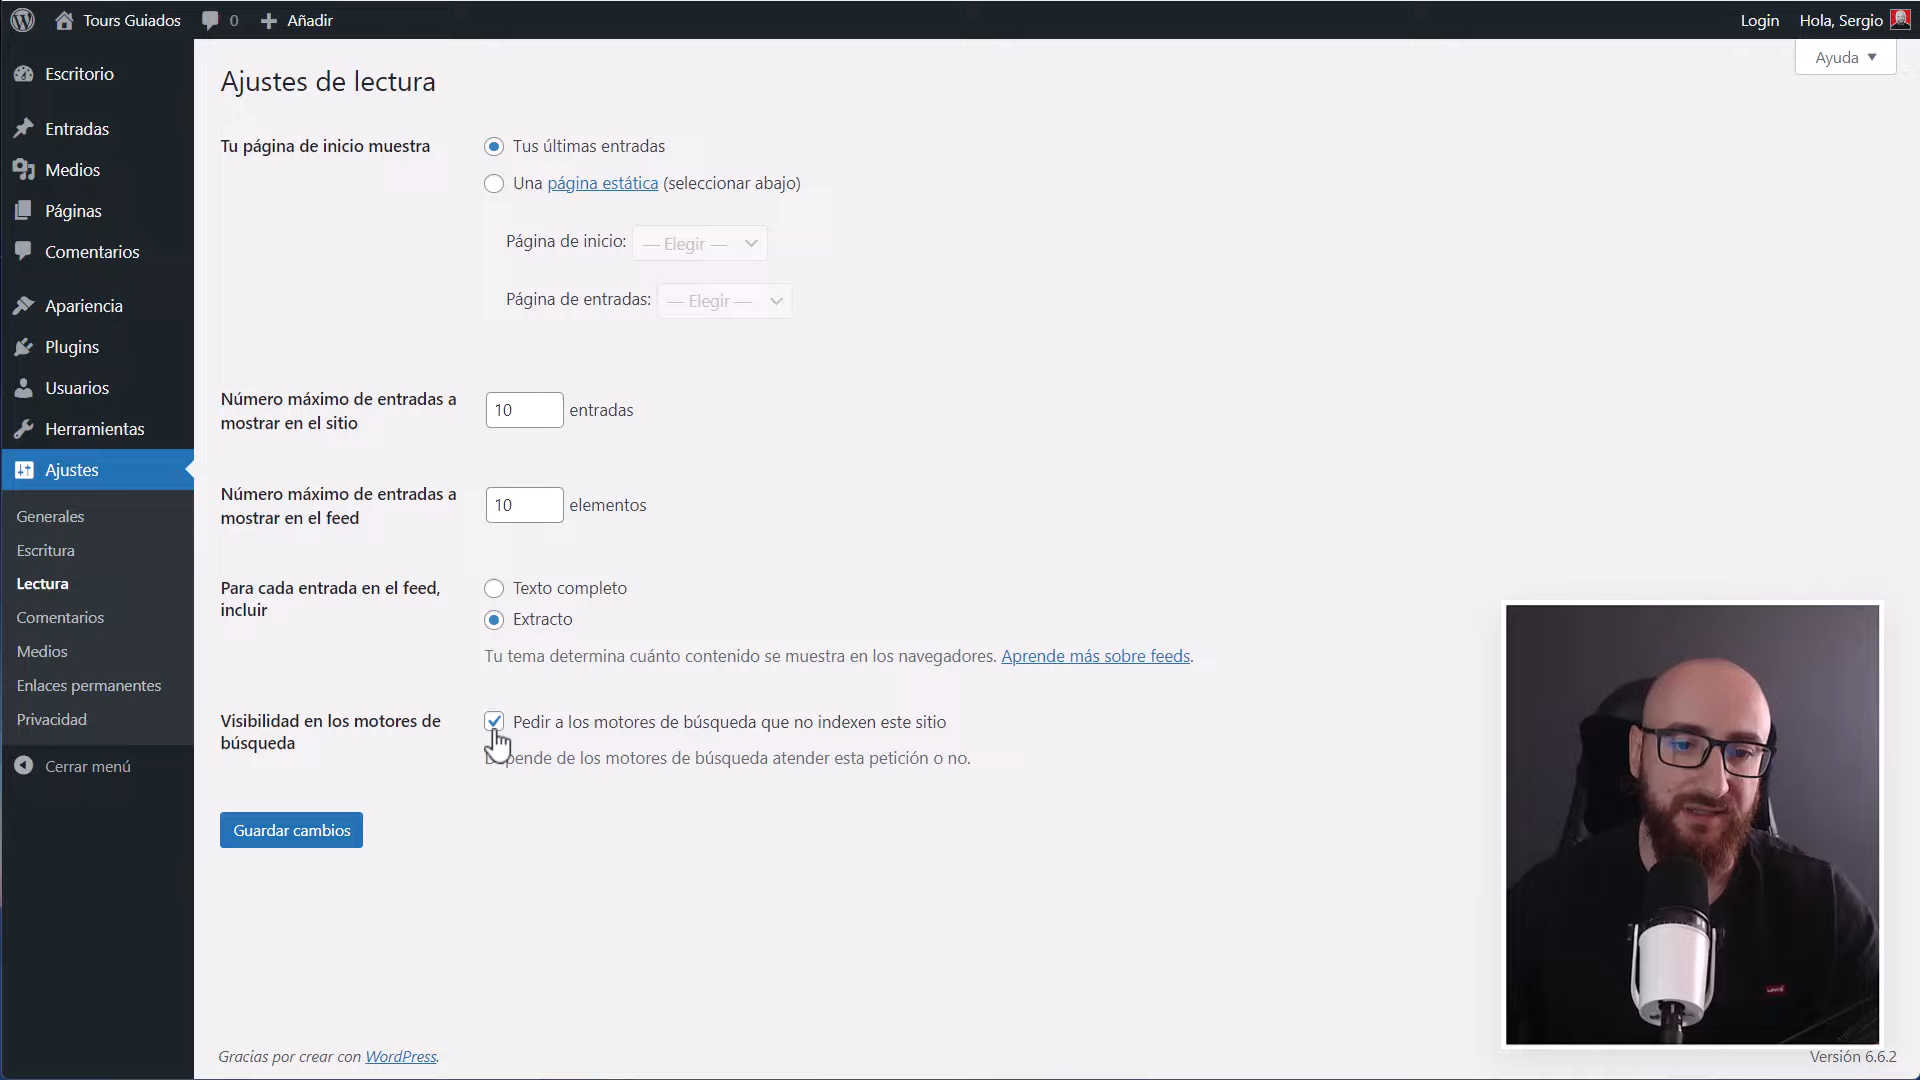 Tours Guiados
0
Añadir
Login
Hola, Sergio
Ayuda
Escritorio
Entradas
Medios
Páginas
Comentarios
Apariencia
Plugins
Usuarios
Herramientas
Ajustes
Generales
Escritura
Lectura
Comentarios
Medios
Enlaces permanentes
Privacidad
Cerrar menú
Ajustes de lectura
Tu página de inicio muestra
Tus últimas entradas
Una página estática (seleccionar abajo)
Página de inicio: — Elegir —
Página de entradas: — Elegir —
Número máximo de entradas a
mostrar en el sitio
10 entradas
Número máximo de entradas a
mostrar en el feed
10 elementos
Para cada entrada en el feed,
incluir
Texto completo
Extracto
Tu tema determina cuánto contenido se muestra en los navegadores. Aprende más sobre feeds.
Visibilidad en los motores de
búsqueda
Pedir a los motores de búsqueda que no indexen este sitio
Depende de los motores de búsqueda atender esta petición o no.
Guardar cambios
Gracias por crear con WordPress.
Versión 6.6.2